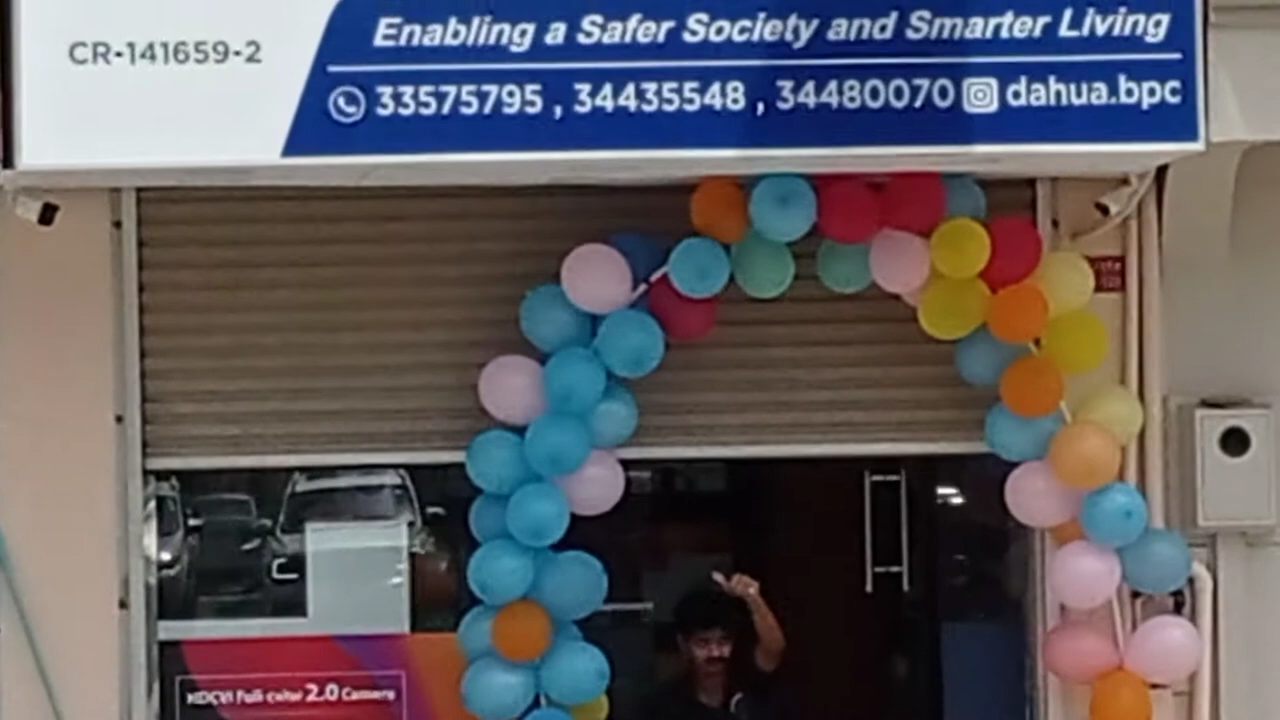 CR-141659-2
Enabling a Safer Society and Smarter Living
33575795 , 34435548 , 34480070 dahua.bpc
HDCVI Full-color 2.0 Camera